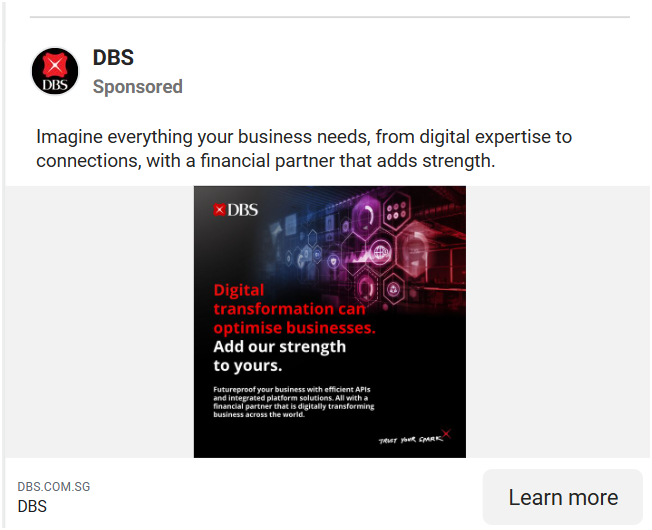 DBS
DBS
Sponsored
Imagine everything your business needs, from digital expertise to
connections, with a financial partner that adds strength.
DBS
Digital
transformation can
optimise businesses.
Add our strength
to yours.
Futureproof your business with efficient APIs
and integrated platform solutions. All with a
financial partner that is digitally transforming
business across the world.
TRUST YOUR SPARK
DBS.COM.SG
DBS
Learn more